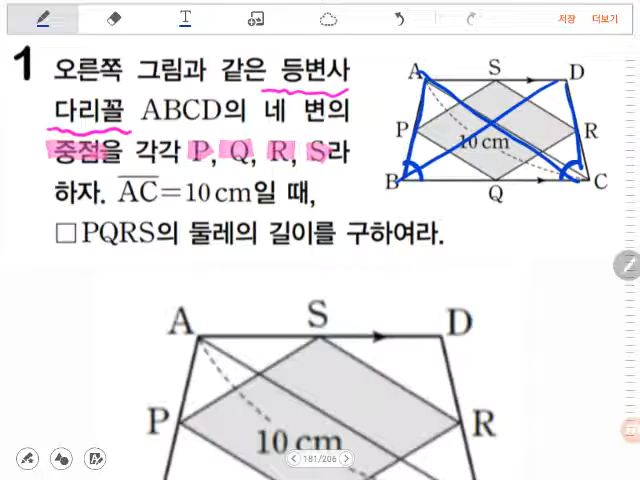 T
저장
더보기
1 오른쪽 그림과 같은 등변사
다리꼴 ABCD의 네 변의
중점을 각각 P, Q, R, S라
하자. AC=10 cm일 때,
□PQRS의 둘레의 길이를 구하여라.
A
S
D
P
10 cm
R
B
Q
C
Z
A
S
D
P
10 cm
R
181/206